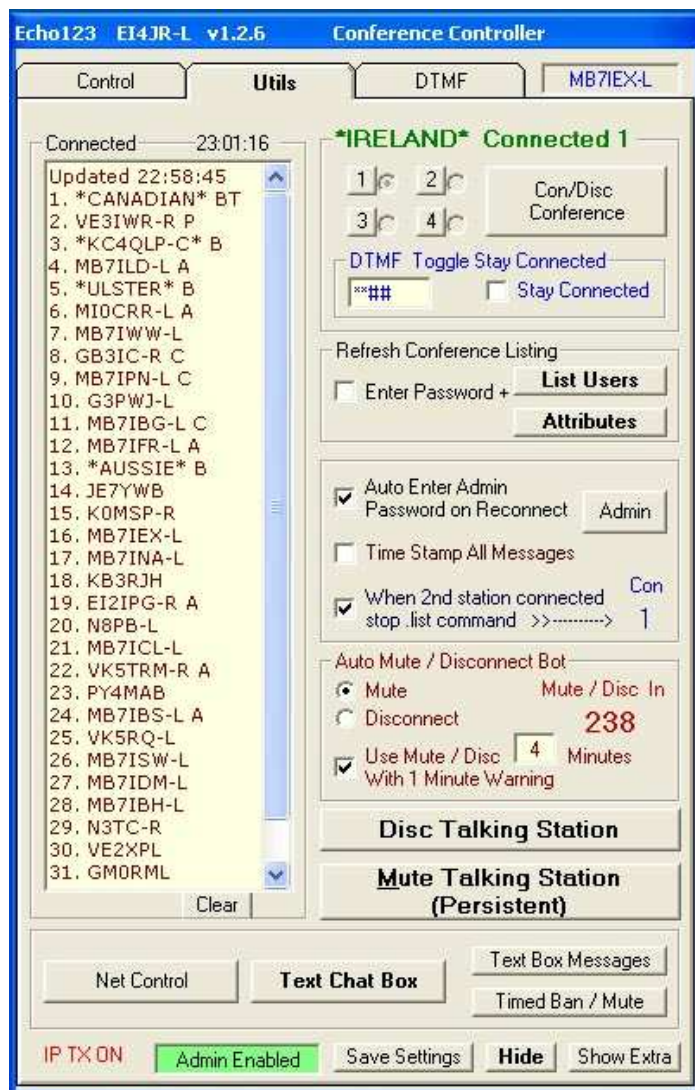 Echo123 EI4JR-L v1.2.6 Conference Controller
Control Utils DTMF MB7IEX-L
Connected 23:01:16
Updated 22:58:45
1. *CANADIAN* BT
2. VE3IWR-R P
3. *KC4QLP-C* B
4. MB7ILD-L A
5. *ULSTER* B
6. MI0CRR-L A
7. MB7IWW-L
8. GB3IC-R C
9. MB7IPN-L C
10. G3PWJ-L
11. MB7IBG-L C
12. MB7IFR-L A
13. *AUSSIE* B
14. JE7YWB
15. K0MSP-R
16. MB7IEX-L
17. MB7INA-L
18. KB3RJH
19. EI2IPG-R A
20. N8PB-L
21. MB7ICL-L
22. VK5TRM-R A
23. PY4MAB
24. MB7IBS-L A
25. VK5RQ-L
26. MB7ISW-L
27. MB7IDM-L
28. MB7IBH-L
29. N3TC-R
30. VE2XPL
31. GM0RML
Clear
*IRELAND* Connected 1
1 2
3 4
Con/Disc
Conference
DTMF Toggle Stay Connected
**## Stay Connected
Refresh Conference Listing
Enter Password + List Users
Attributes
Auto Enter Admin
Password on Reconnect Admin
Time Stamp All Messages
When 2nd station connected Con
stop .list command >>----------> 1
Auto Mute / Disconnect Bot
Mute Mute / Disc In
Disconnect 238
Use Mute / Disc 4 Minutes
With 1 Minute Warning
Disc Talking Station
Mute Talking Station
(Persistent)
Net Control Text Chat Box Text Box Messages
Timed Ban / Mute
IP TX ON Admin Enabled Save Settings Hide Show Extra